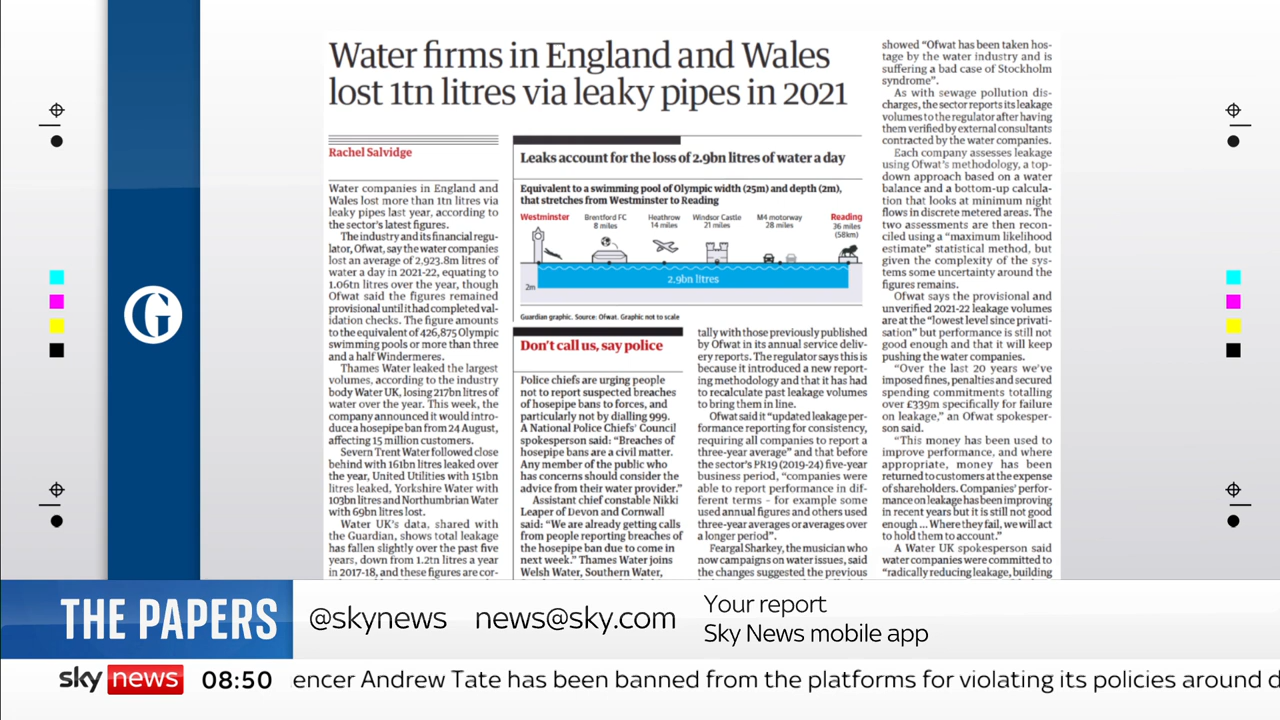 Water firms in England and Wales
lost 1tn litres via leaky pipes in 2021
Rachel Salvidge
Water companies in England and
Wales lost more than 1tn litres via
leaky pipes last year, according to
the sector's latest figures.
The industry and its financial regu-
lator, Ofwat, say the water companies
lost an average of 2,923.8m litres of
water a day in 2021-22, equating to
1.06tn litres over the year, though
Ofwat said the figures remained
provisional until it had completed val-
idation checks. The figure amounts
to the equivalent of 426,875 Olympic
swimming pools or more than three
and a half Windermeres.
Thames Water leaked the largest
volumes, according to the industry
body Water UK, losing 217bn litres of
water over the year. This week, the
company announced it would intro-
duce a hosepipe ban from 24 August,
affecting 15 million customers.
Severn Trent Water followed close
behind with 161bn litres leaked over
the year, United Utilities with 151bn
litres leaked, Yorkshire Water with
103bn litres and Northumbrian Water
with 69bn litres lost.
Water UK's data, shared with
the Guardian, shows total leakage
has fallen slightly over the past five
years, down from 1.2tn litres a year
in 2017-18, and these figures are cor-
Leaks account for the loss of 2.9bn litres of water a day
Equivalent to a swimming pool of Olympic width (25m) and depth (2m),
that stretches from Westminster to Reading
Westminster
Brentford FC
8 miles
Heathrow
14 miles
Windsor Castle
21 miles
M4 motorway
28 miles
Reading
36 miles
(58km)
2m
2.9bn litres
Guardian graphic. Source: Ofwat. Graphic not to scale
Don't call us, say police
Police chiefs are urging people
not to report suspected breaches
of hosepipe bans to forces, and
particularly not by dialling 999.
A National Police Chiefs' Council
spokesperson said: "Breaches of
hosepipe bans are a civil matter.
Any member of the public who
has concerns should consider the
advice from their water provider."
Assistant chief constable Nikki
Leaper of Devon and Cornwall
said: "We are already getting calls
from people reporting breaches of
the hosepipe ban due to come in
next week." Thames Water joins
Welsh Water, Southern Water,
tally with those previously published
by Ofwat in its annual service deliv-
ery reports. The regulator says this is
because it introduced a new report-
ing methodology and that it has had
to recalculate past leakage volumes
to bring them in line.
Ofwat said it "updated leakage per-
formance reporting for consistency,
requiring all companies to report a
three-year average" and that before
the sector's PR19 (2019-24) five-year
business period, "companies were
able to report performance in dif-
ferent terms - for example some
used annual figures and others used
three-year averages or averages over
a longer period".
Feargal Sharkey, the musician who
now campaigns on water issues, said
the changes suggested the previous
showed "Ofwat has been taken hos-
tage by the water industry and is
suffering a bad case of Stockholm
syndrome".
As with sewage pollution dis-
charges, the sector reports its leakage
volumes to the regulator after having
them verified by external consultants
contracted by the water companies.
Each company assesses leakage
using Ofwat's methodology, a top-
down approach based on a water
balance and a bottom-up calcula-
tion that looks at minimum night
flows in discrete metered areas. The
two assessments are then recon-
ciled using a "maximum likelihood
estimate" statistical method, but
given the complexity of the sys-
tems some uncertainty around the
figures remains.
Ofwat says the provisional and
unverified 2021-22 leakage volumes
are at the "lowest level since privati-
sation" but performance is still not
good enough and that it will keep
pushing the water companies.
"Over the last 20 years we've
imposed fines, penalties and secured
spending commitments totalling
over £339m specifically for failure
on leakage," an Ofwat spokesper-
son said.
"This money has been used to
improve performance, and where
appropriate, money has been
returned to customers at the expense
of shareholders. Companies' perfor-
mance on leakage has been improving
in recent years but it is still not good
enough ... Where they fail, we will act
to hold them to account."
A Water UK spokesperson said
water companies were committed to
"radically reducing leakage, building
G
THE PAPERS
@skynews news@sky.com
Your report
Sky News mobile app
sky news 08:50 encer Andrew Tate has been banned from the platforms for violating its policies around d